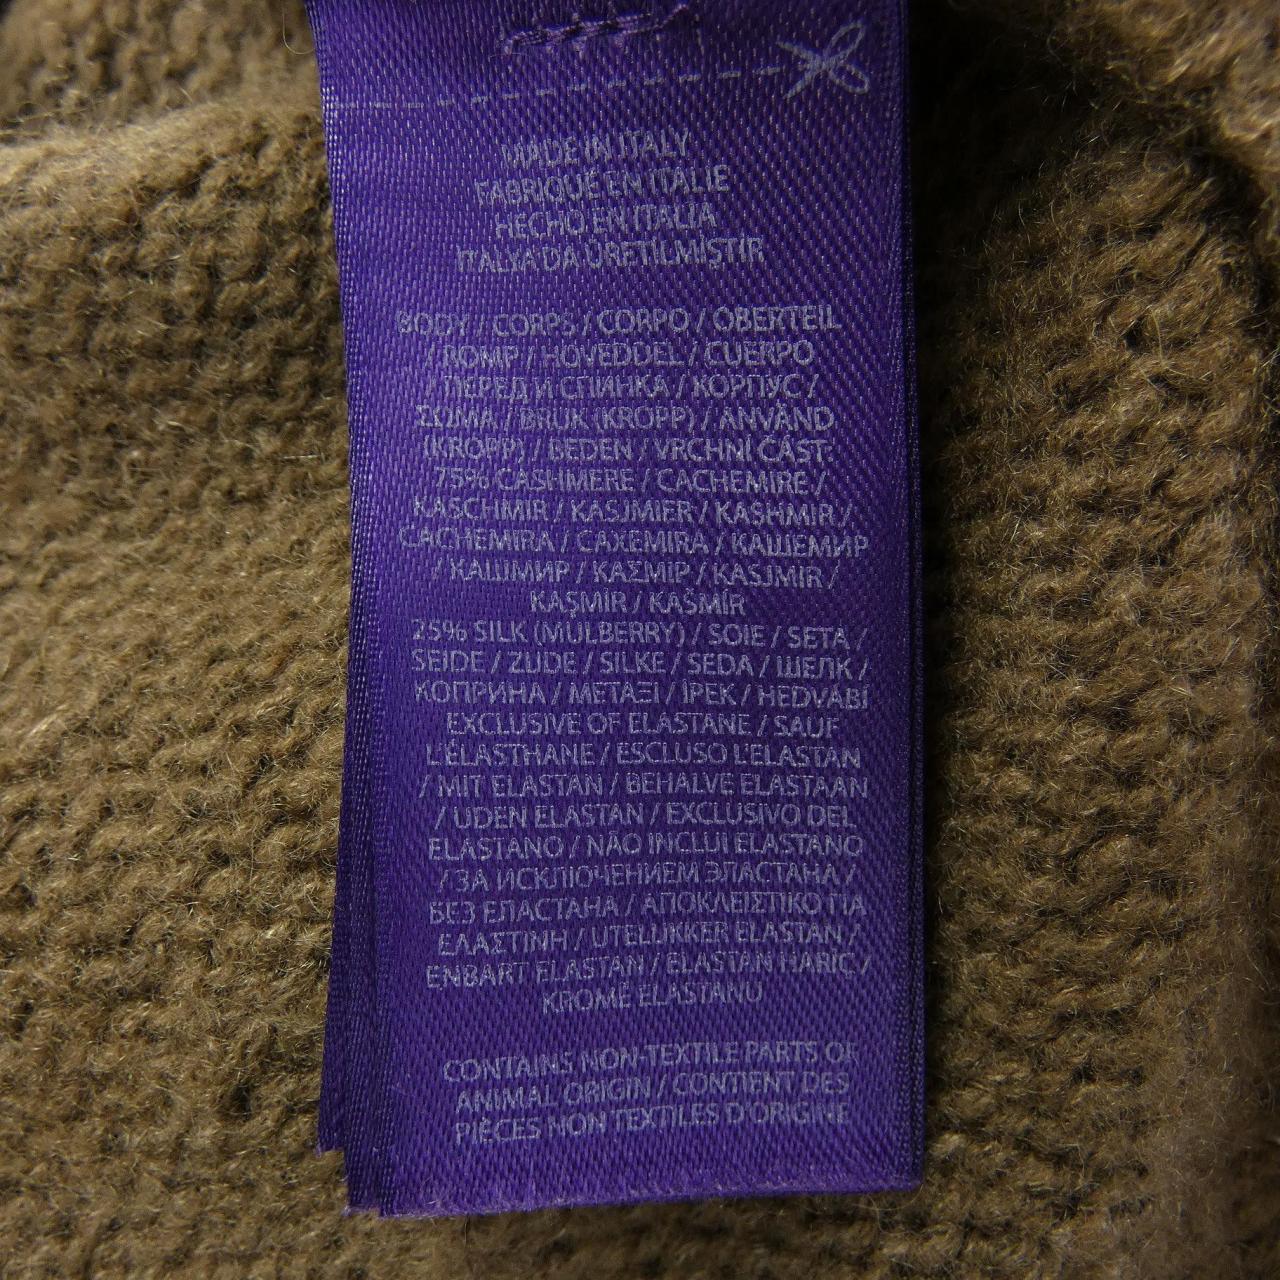 MADE IN ITALY
FABRIQUÉ EN ITALIE
HECHO EN ITALIA
ITALYA'DA ÜRETİLMİŞTİR
BODY / CORPS / CORPO / OBERTEIL
/ ROMP / HOVEDDEL / CUERPO
/ ПЕРЕД И СПИНКА / КОРПУС /
ΣΩΜΑ / BRUK (KROPP) / ANVÄND
(KROPP) / BEDEN / VRCHNÍ ČÁST:
75% CASHMERE / CACHEMIRE /
KASCHMIR / KASJMIER / KASHMIR /
CACHEMIRA / CAXEMIRA / КАШЕМИР
/ КАШМИР / ΚΑΣΜΙΡ / KASJMIR /
KAŞMİR / KAŠMÍR
25% SILK (MULBERRY) / SOIE / SETA /
SEIDE / ZIJDE / SILKE / SEDA / ШЕЛК /
КОПРИНА / ΜΕΤΑΞΙ / İPEK / HEDVÁBÍ
EXCLUSIVE OF ELASTANE / SAUF
L'ÉLASTHANE / ESCLUSO L'ELASTAN
/ MIT ELASTAN / BEHALVE ELASTAAN
/ UDEN ELASTAN / EXCLUSIVO DEL
ELASTANO / NÃO INCLUI ELASTANO
/ ЗА ИСКЛЮЧЕНИЕМ ЭЛАСТАНА /
БЕЗ ЕЛАСТАНА / ΑΠΟΚΛΕΙΣΤΙΚΟ ΓΙΑ
ΕΛΑΣΤΙΝΗ / UTELUKKER ELASTAN /
ENBART ELASTAN / ELASTAN HARİÇ /
KROMĚ ELASTANU
CONTAINS NON-TEXTILE PARTS OF
ANIMAL ORIGIN / CONTIENT DES
PIÈCES NON TEXTILES D'ORIGINE